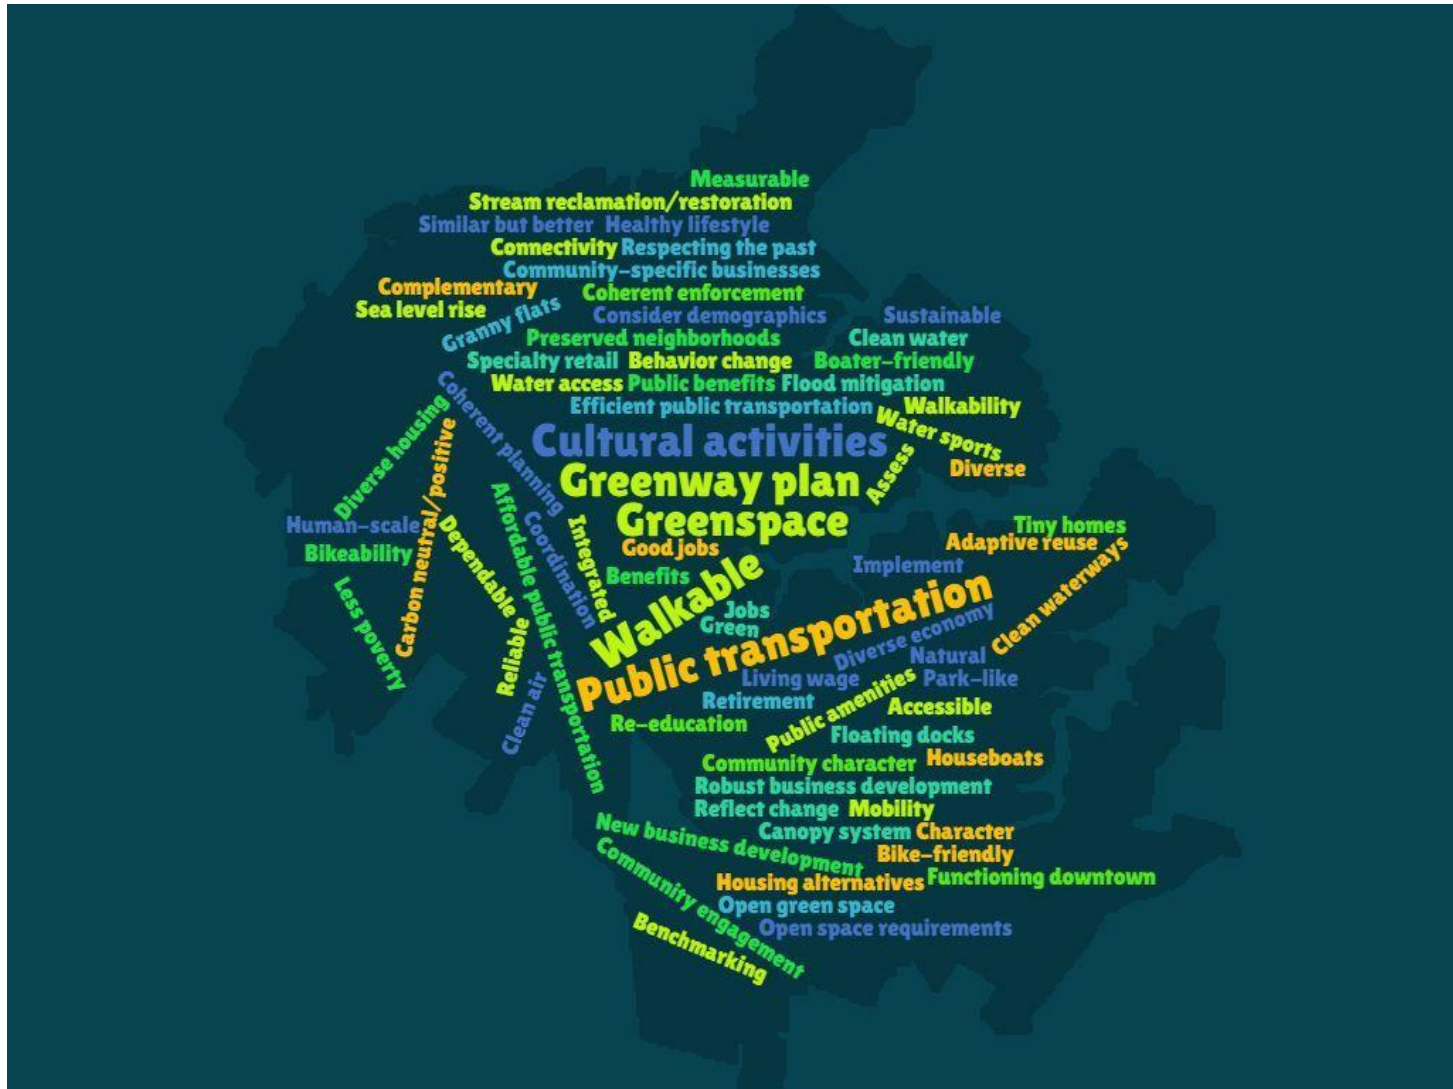 Measurable
Stream reclamation/restoration
Similar but better
Healthy lifestyle
Connectivity
Respecting the past
Community-specific businesses
Complementary
Coherent enforcement
Sea level rise
Granny flats
Consider demographics
Sustainable
Preserved neighborhoods
Clean water
Specialty retail
Behavior change
Boater-friendly
Water access
Public benefits
Flood mitigation
Efficient public transportation
Walkability
Coherent planning
Diverse housing
Cultural activities
Water sports
Assess
Diverse
Carbon neutral/positive
Greenway plan
Affordable public transportation
Human-scale
Dependable
Coordination
Integrated
Greenspace
Tiny homes
Good jobs
Adaptive reuse
Bikeability
Benefits
Implement
Clean waterways
Less poverty
Walkable
Jobs
Green
Public transportation
Diverse economy
Reliable
Natural
Living wage
Park-like
Clean air
Retirement
Public amenities
Accessible
Re-education
Floating docks
Community character
Houseboats
Robust business development
Reflect change
Mobility
New business development
Canopy system
Character
Community engagement
Bike-friendly
Housing alternatives
Functioning downtown
Open green space
Open space requirements
Benchmarking